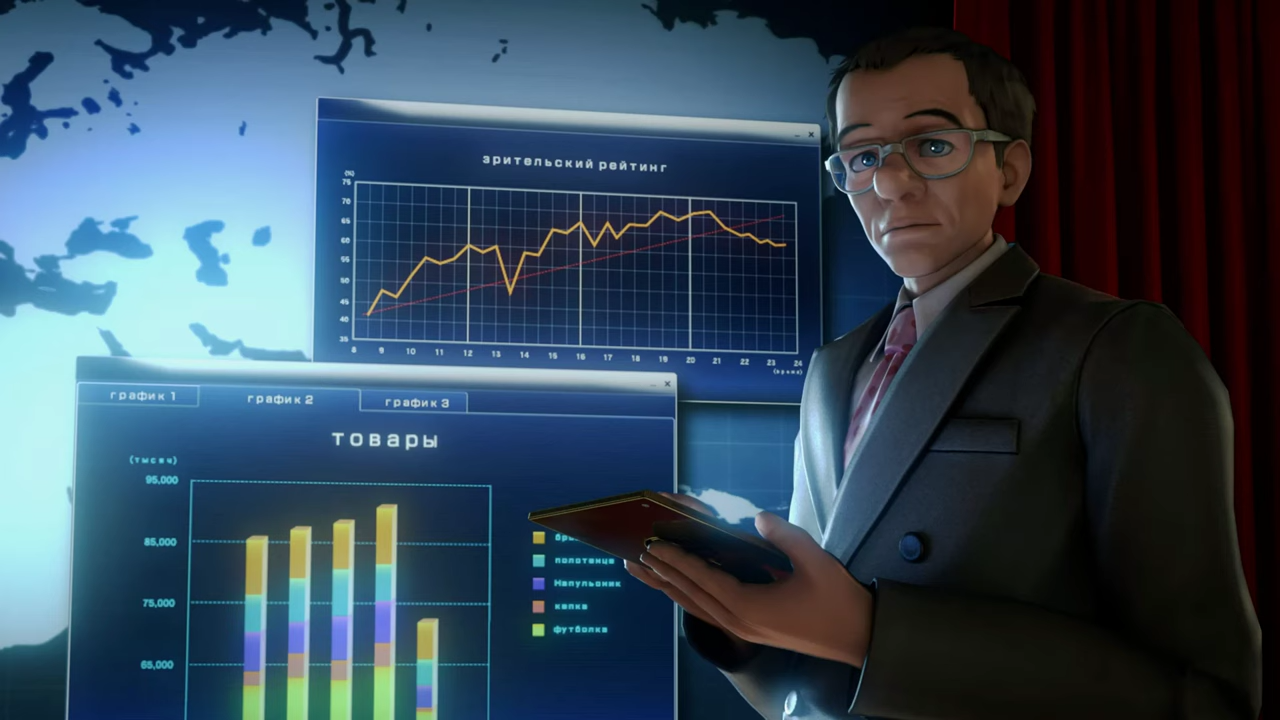 зрительский рейтинг
(%)
75
70
65
60
55
50
45
40
35
8 9 10 11 12 13 14 15 16 17 18 19 20 21 22 23 24
(время)
график 1 график 2 график 3
товары
(тысяч)
95,000
85,000
75,000
65,000
полотенце
Напульсник
кепка
футболка